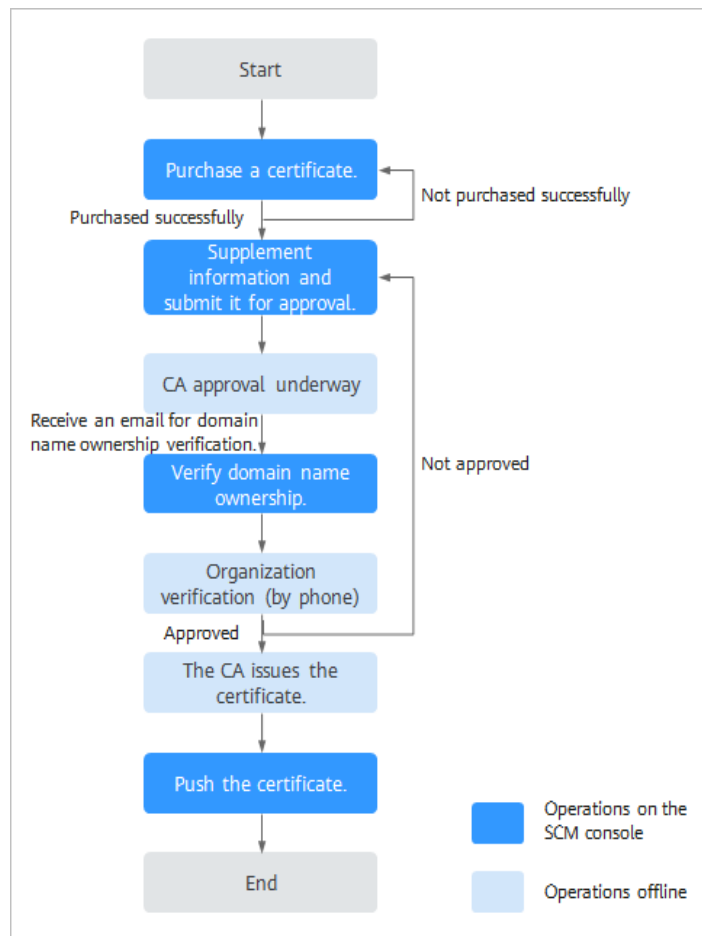 Start
Purchase a certificate.
Not purchased successfully
Purchased successfully
Supplement
information and
submit it for approval.
CA approval underway
Receive an email for domain
name ownership verification.
Not approved
Verify domain name
ownership.
Organization
verification (by phone)
Approved
The CA issues the
certificate.
Push the certificate.
Operations on the
SCM console
End
Operations offline